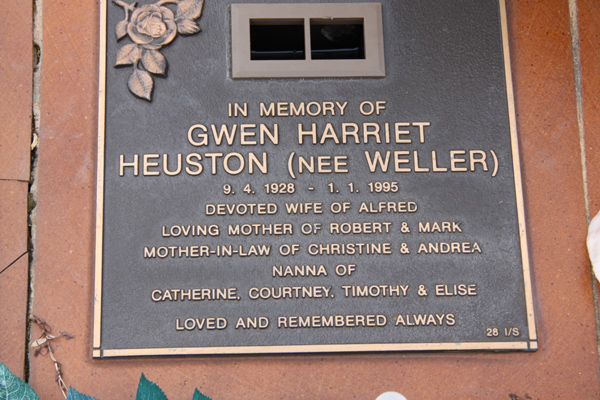 IN MEMORY OF
GWEN HARRIET
HEUSTON (NEE WELLER)
9. 4. 1928 - 1. 1. 1995
DEVOTED WIFE OF ALFRED
LOVING MOTHER OF ROBERT & MARK
MOTHER-IN-LAW OF CHRISTINE & ANDREA
NANNA OF
CATHERINE, COURTNEY, TIMOTHY & ELISE
LOVED AND REMEMBERED ALWAYS
28 I/S